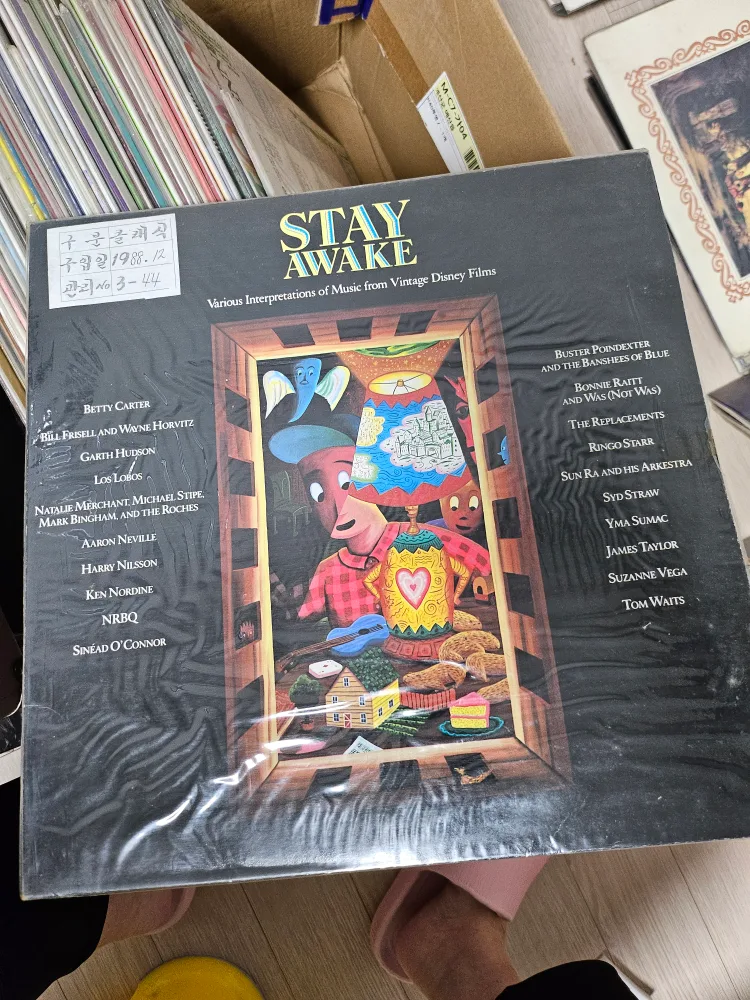 M-C7-7104
구 분 클래식
구입일 1988.12
관리No 3-44
STAY
AWAKE
Various Interpretations of Music from Vintage Disney Films
BETTY CARTER
BILL FRISELL AND WAYNE HORVITZ
GARTH HUDSON
LOS LOBOS
NATALIE MERCHANT, MICHAEL STIPE,
MARK BINGHAM, AND THE ROCHES
AARON NEVILLE
HARRY NILSSON
KEN NORDINE
NRBQ
SINÉAD O'CONNOR
BUSTER POINDEXTER
AND THE BANSHEES OF BLUE
BONNIE RAITT
AND WAS (NOT WAS)
THE REPLACEMENTS
RINGO STARR
SUN RA AND HIS ARKESTRA
SYD STRAW
YMA SUMAC
JAMES TAYLOR
SUZANNE VEGA
TOM WAITS